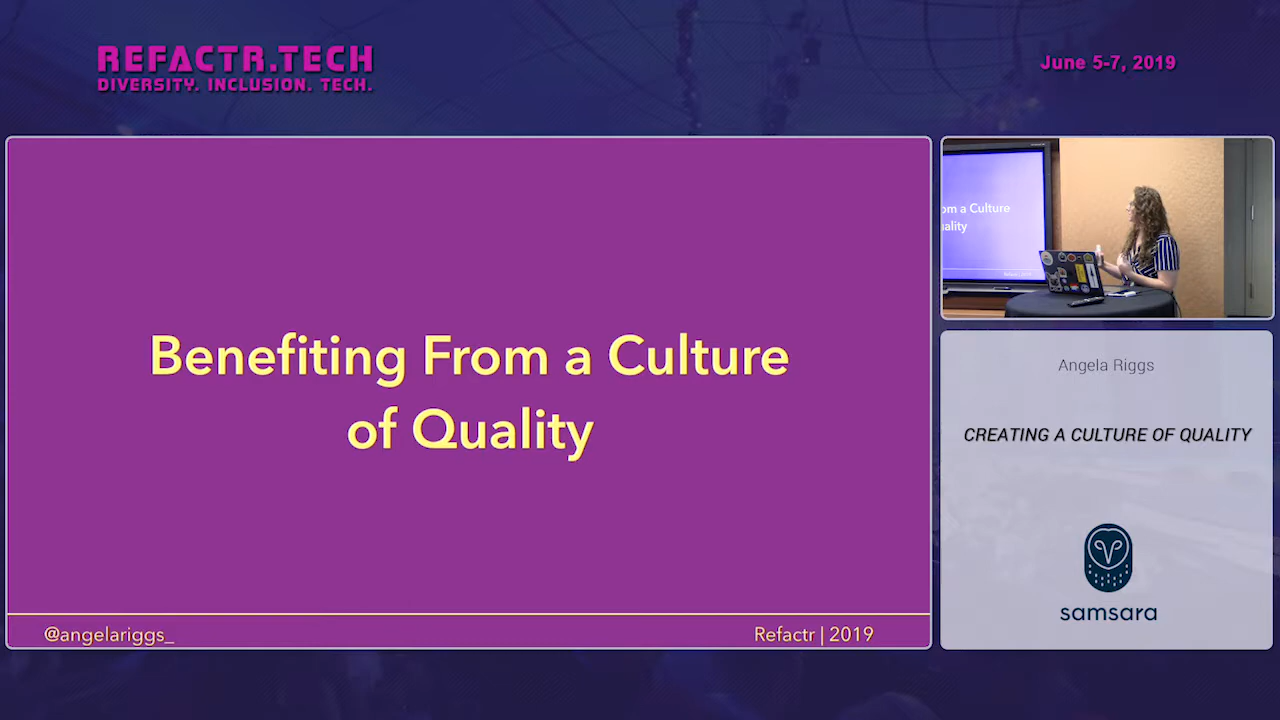 REFACTR.TECH
DIVERSITY. INCLUSION. TECH.
June 5-7, 2019
Benefiting From a Culture
of Quality
@angelariggs_
Refactr | 2019
om a Culture
ality
Angela Riggs
CREATING A CULTURE OF QUALITY
samsara